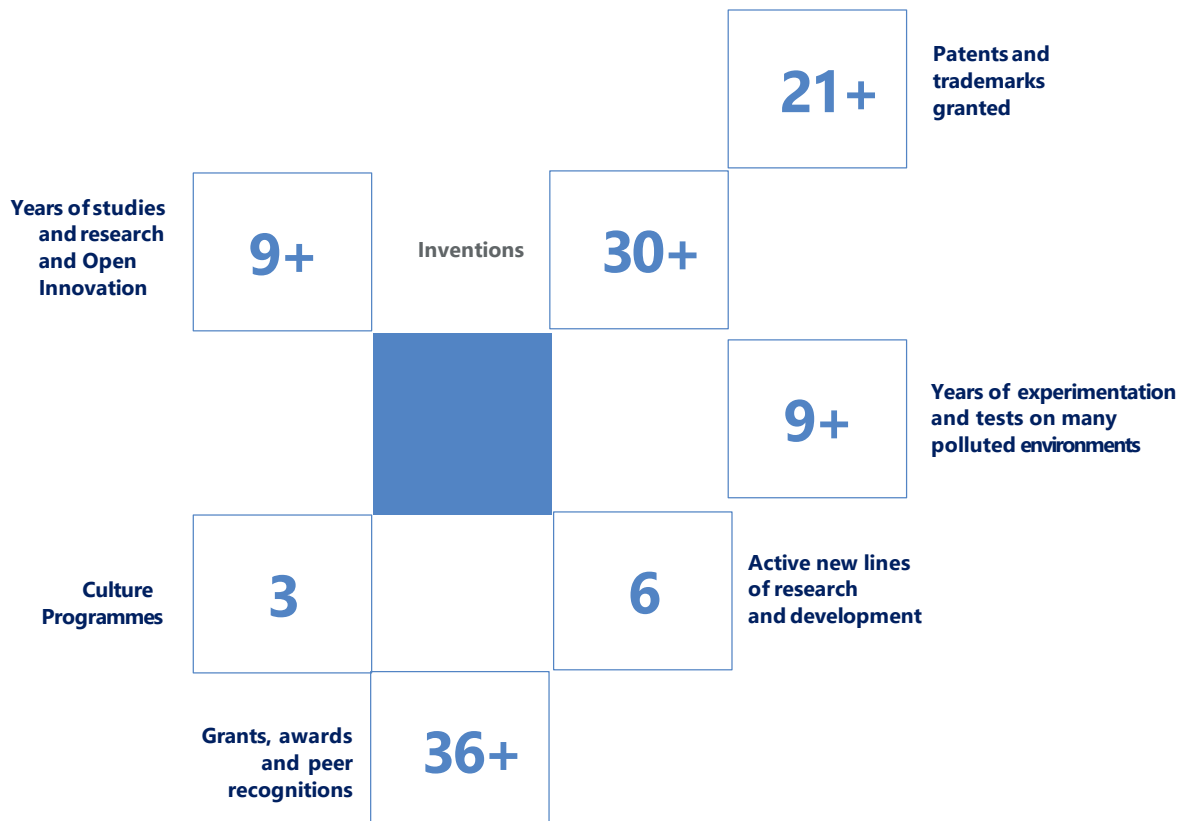 21+
Patents and
trademarks
granted
Years of studies
and research
and Open
Innovation
9+
Inventions
30+
9+
Years of experimentation
and tests on many
polluted environments
Culture
Programmes
3
6
Active new lines
of research
and development
Grants, awards
and peer
recognitions
36+